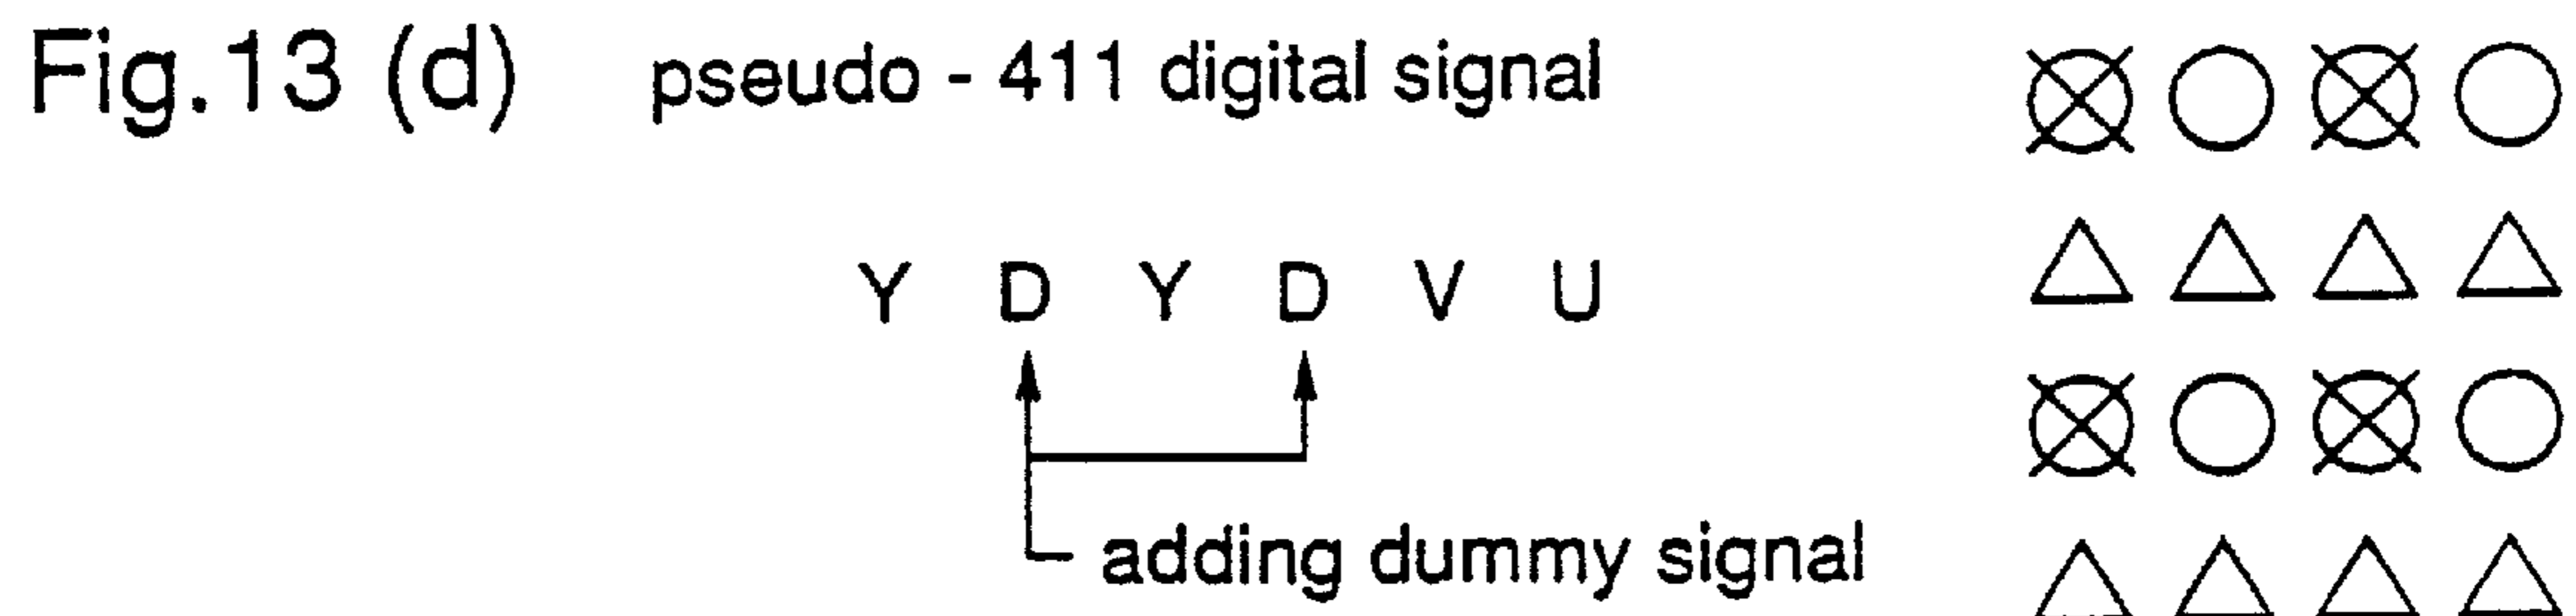 Fig.13 (d) pseudo - 411 digital signal
Y D Y D V U
adding dummy signal